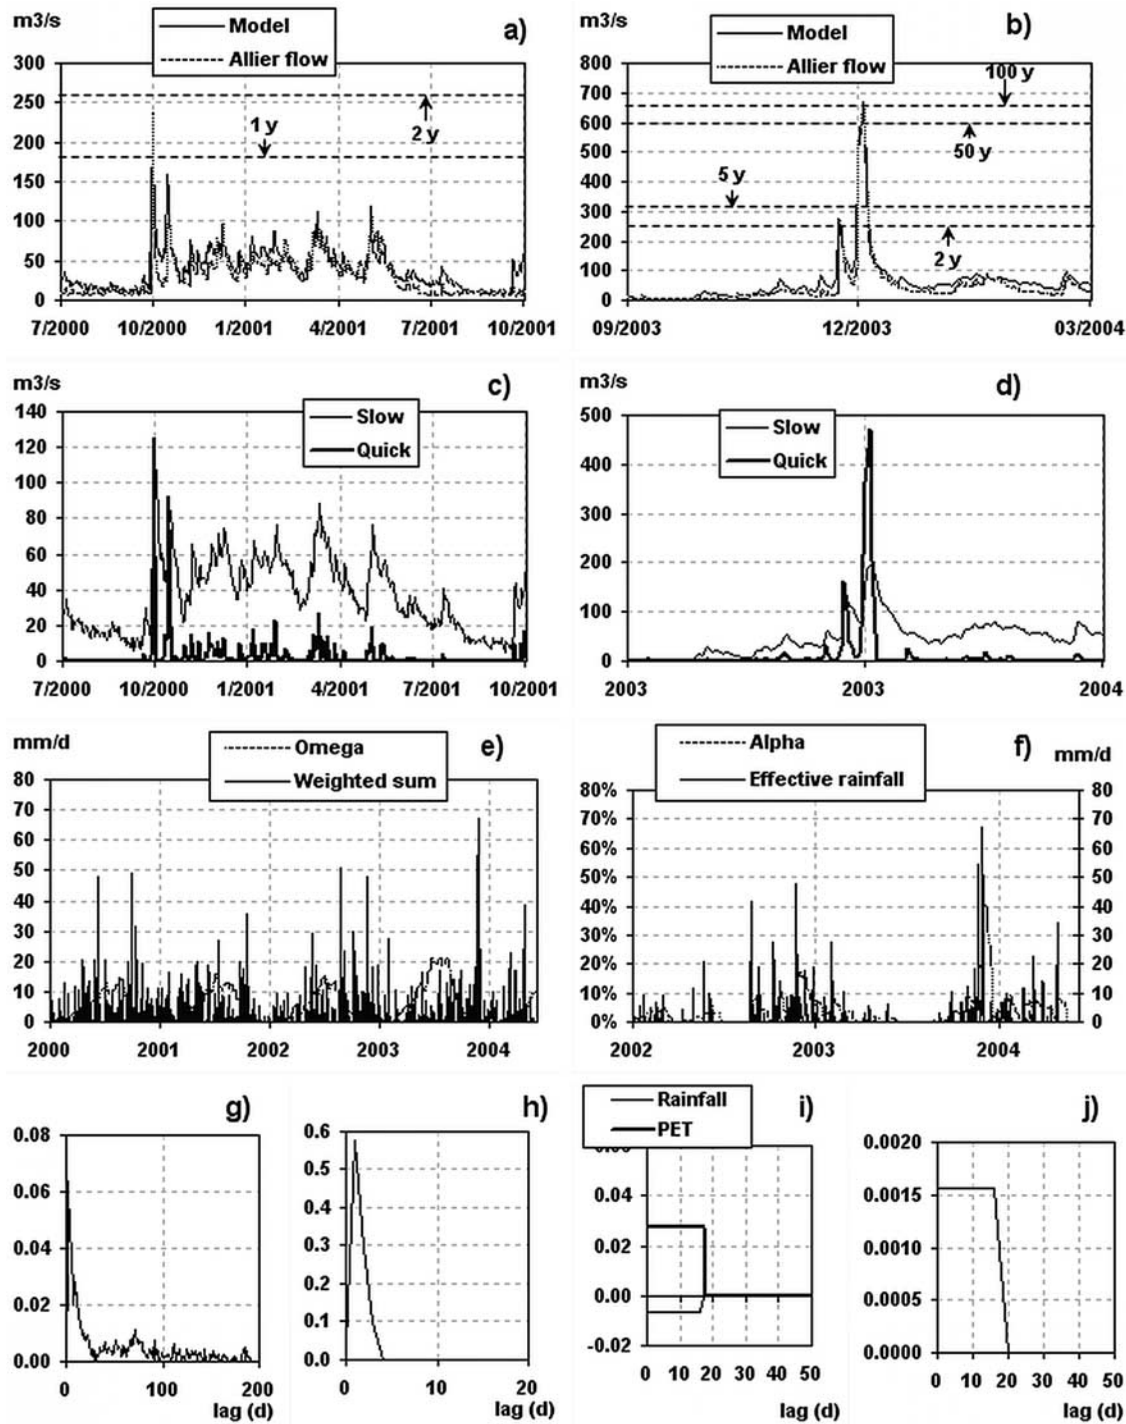 m3/s
Model
Allier flow
a)
300
250
200
150
100
50
0
1 y
2 y
7/2000 10/2000 1/2001 4/2001 7/2001 10/2001
m3/s
Model
Allier flow
b)
800
700
600
500
400
300
200
100
0
100 y
50 y
5 y
2 y
09/2003 12/2003 03/2004
m3/s
Slow
Quick
c)
140
120
100
80
60
40
20
0
7/2000 10/2000 1/2001 4/2001 7/2001 10/2001
m3/s
Slow
Quick
d)
500
400
300
200
100
0
2003 2003 2004
mm/d
Omega
Weighted sum
e)
80
70
60
50
40
30
20
10
0
2000 2001 2002 2003 2004
Alpha
Effective rainfall
f)
mm/d
80% 80
70% 70
60% 60
50% 50
40% 40
30% 30
20% 20
10% 10
0% 0
2002 2003 2004
g)
0.08
0.06
0.04
0.02
0.00
0 100 200
lag (d)
h)
0.6
0.5
0.4
0.3
0.2
0.1
0.0
0 10 20
lag (d)
Rainfall
PET
i)
0.04
0.02
0.00
-0.02
0 10 20 30 40 50
lag (d)
j)
0.0020
0.0015
0.0010
0.0005
0.0000
0 10 20 30 40 50
lag (d)